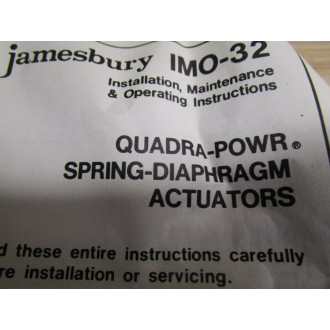 jamesbury IMO-32
Installation, Maintenance
& Operating Instructions
QUADRA-POWR®
SPRING-DIAPHRAGM
ACTUATORS
these entire instructions carefully
installation or servicing.